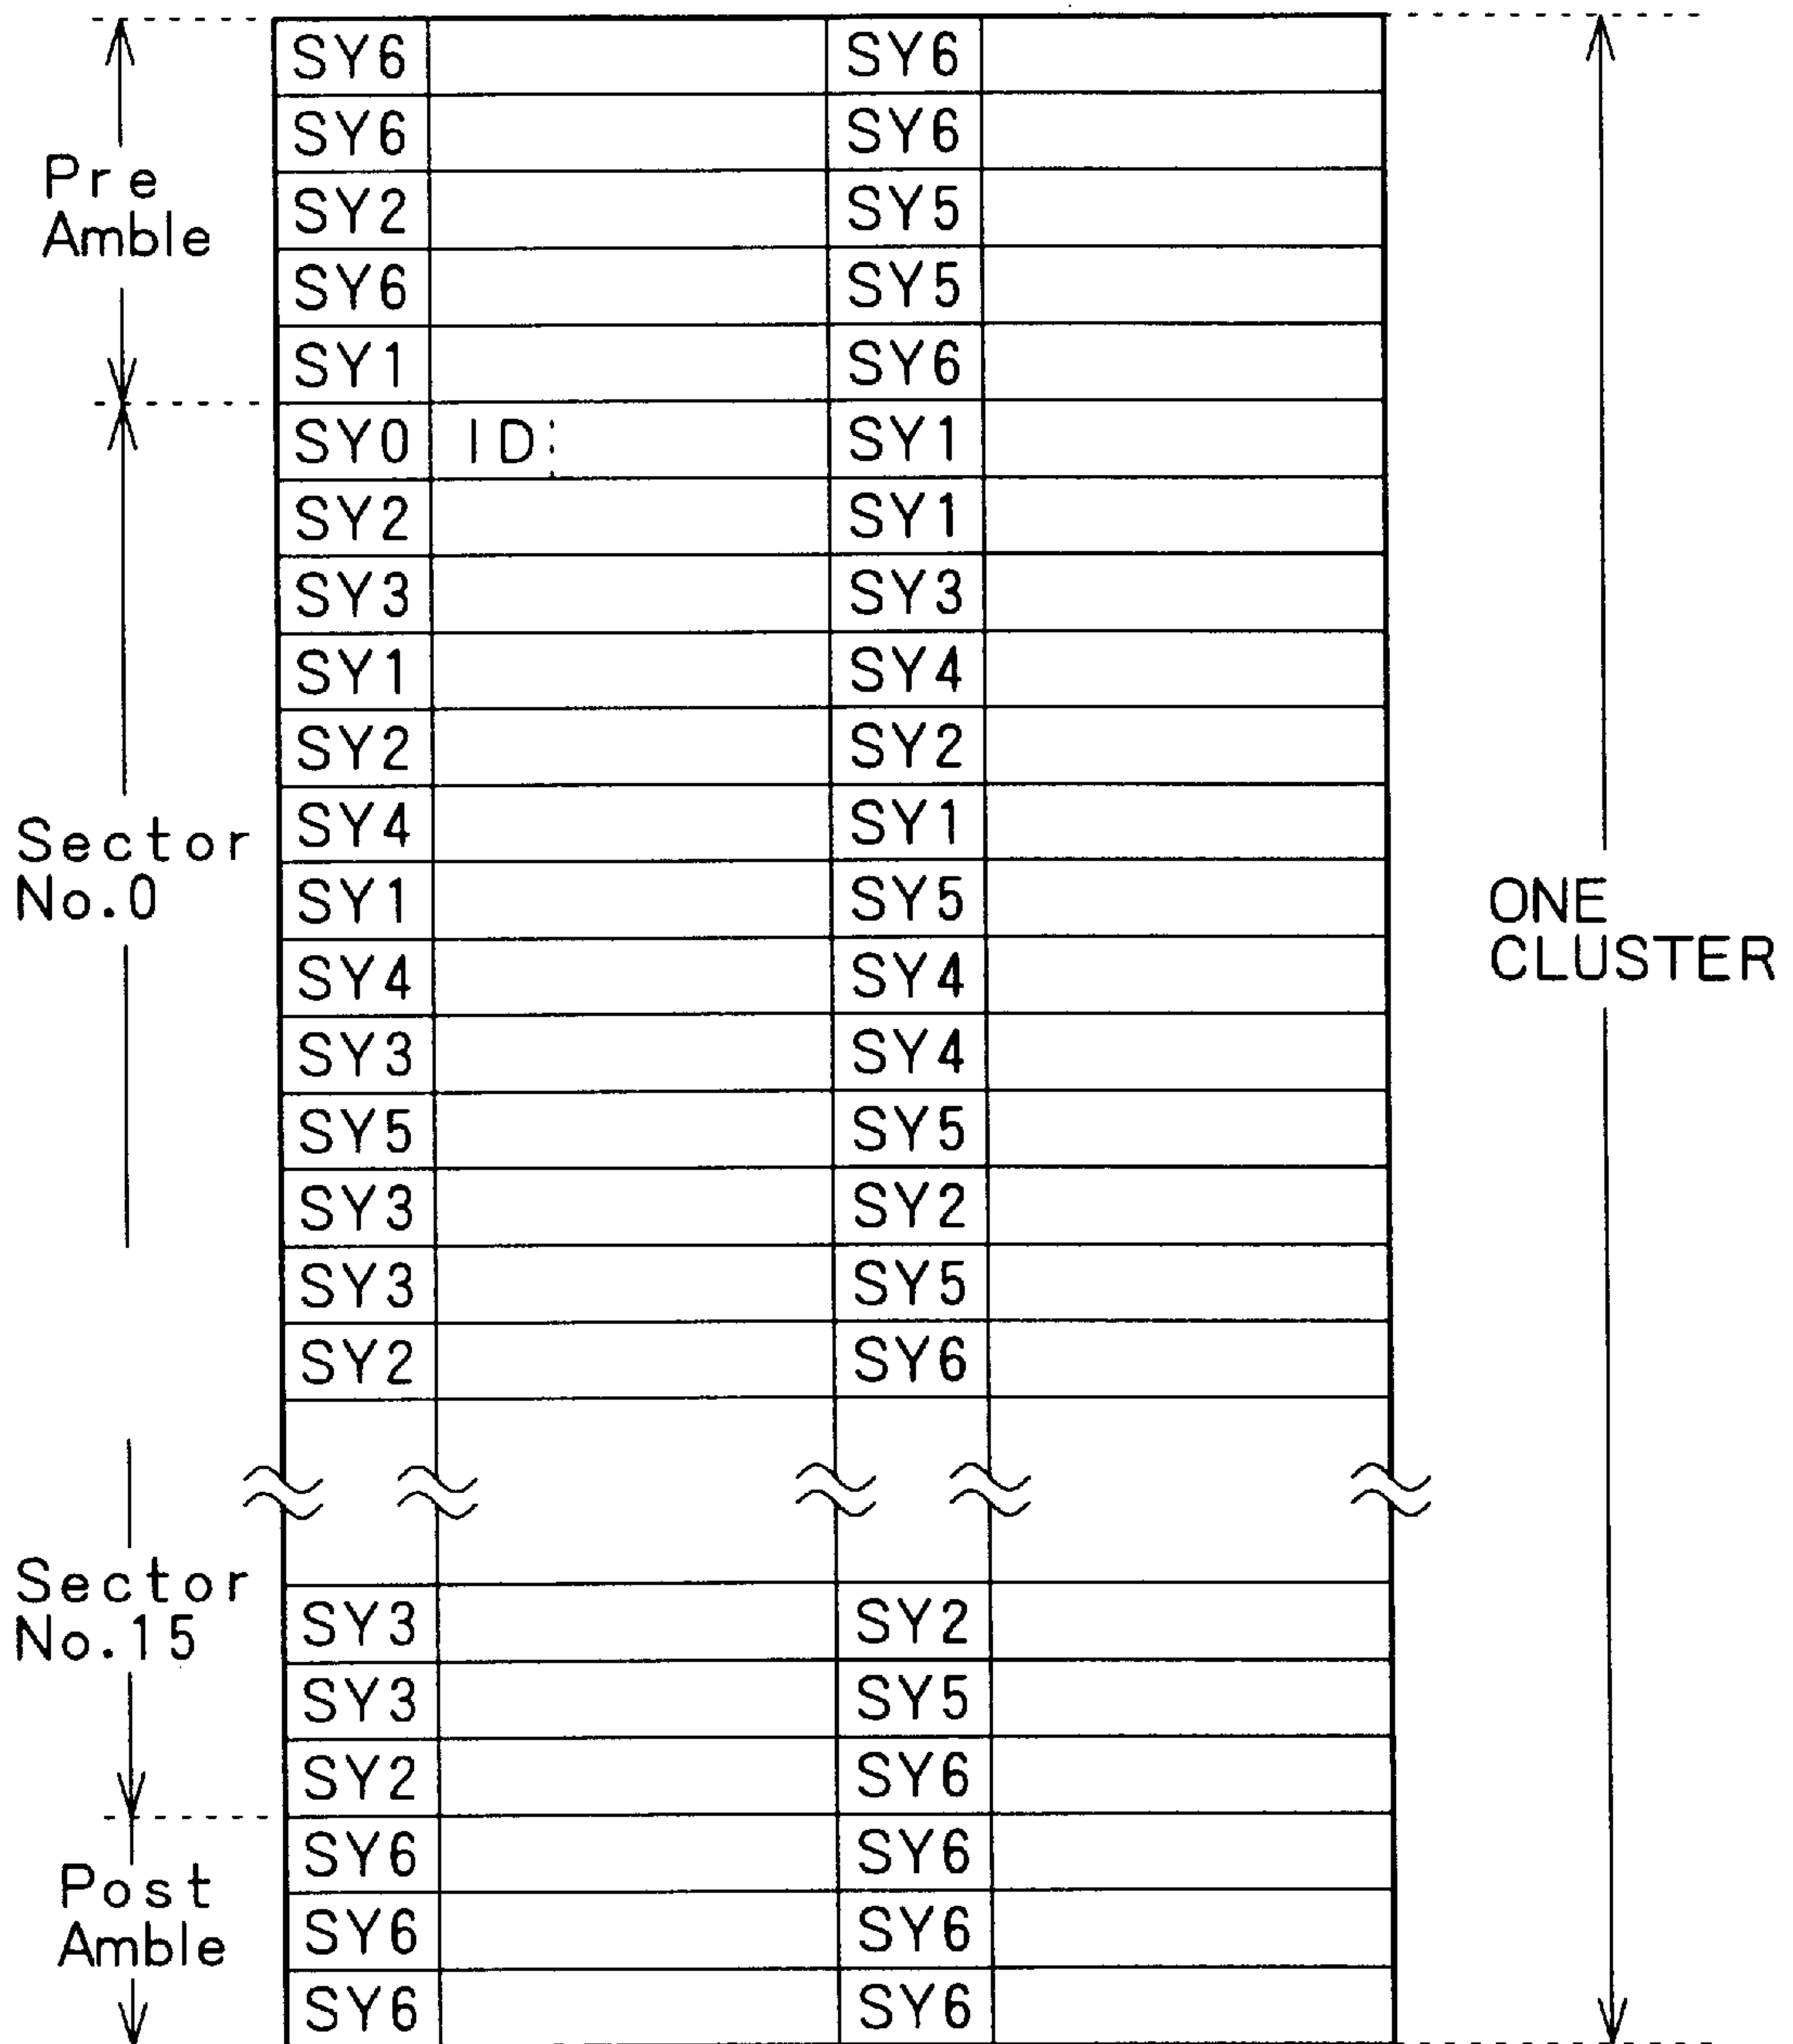 SY6 SY6
SY6 SY6
Pre
Amble
SY2 SY5
SY6 SY5
SY1 SY6
SY0 ID SY1
SY2 SY1
SY3 SY3
SY1 SY4
SY2 SY2
SY4 SY1
Sector
No.0
SY1 SY5
ONE
CLUSTER
SY4 SY4
SY3 SY4
SY5 SY5
SY3 SY2
SY3 SY5
SY2 SY6
Sector
No.15
SY3 SY2
SY3 SY5
SY2 SY6
SY6 SY6
Post
Amble
SY6 SY6
SY6 SY6